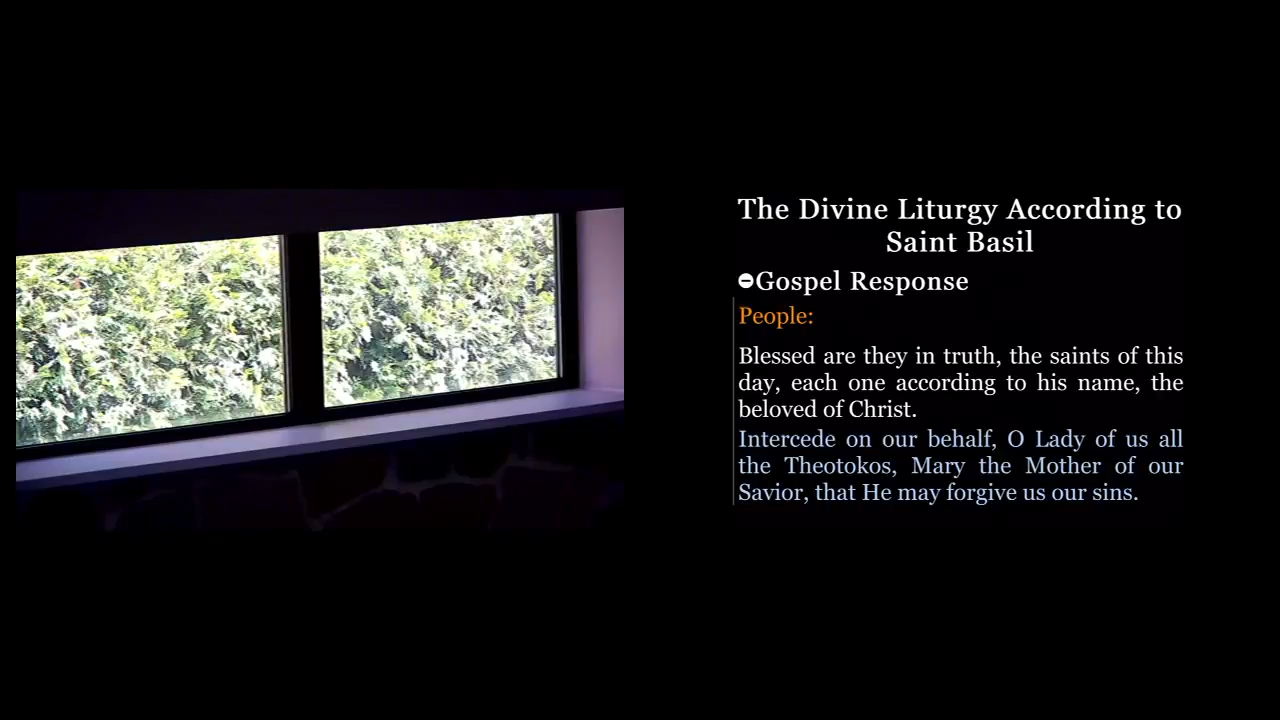 The Divine Liturgy According to
Saint Basil
Gospel Response
People:
Blessed are they in truth, the saints of this
day, each one according to his name, the
beloved of Christ.
Intercede on our behalf, O Lady of us all
the Theotokos, Mary the Mother of our
Savior, that He may forgive us our sins.